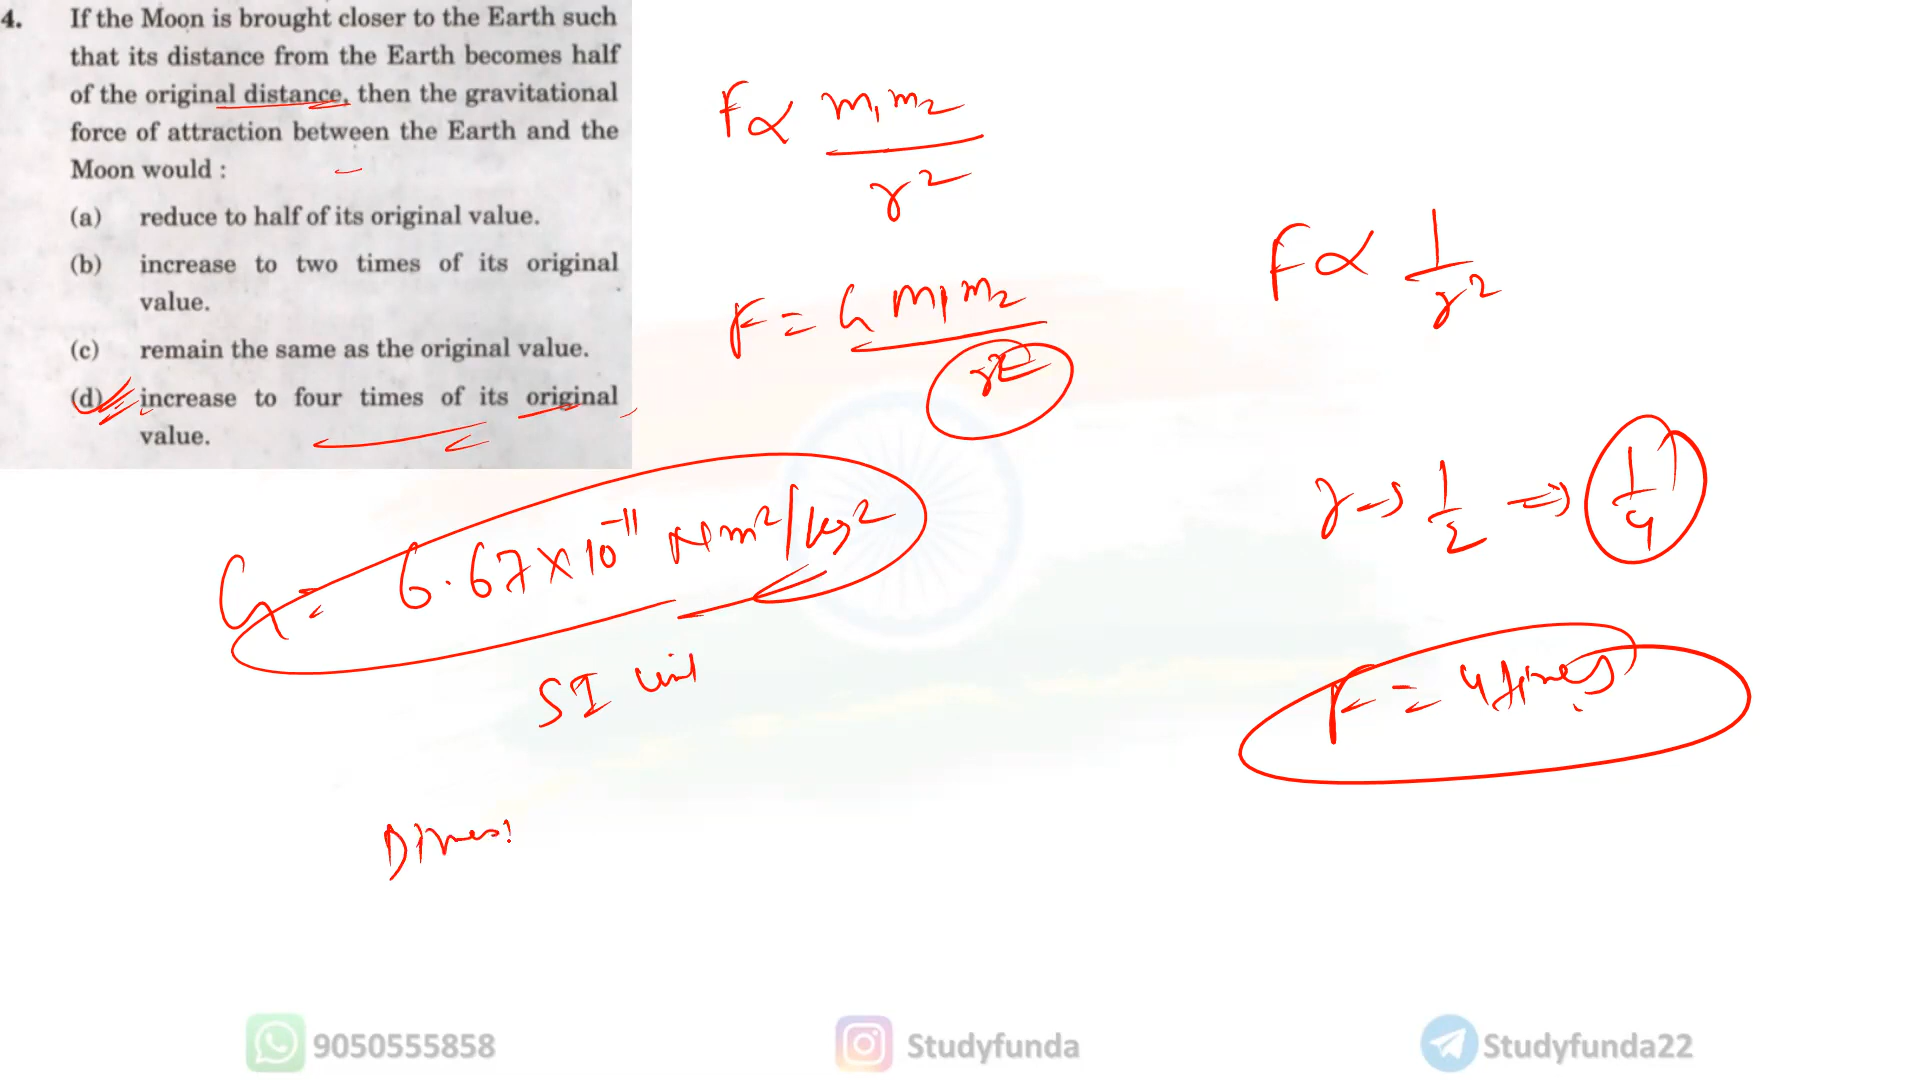 4. If the Moon is brought closer to the Earth such
that its distance from the Earth becomes half
of the original distance, then the gravitational
force of attraction between the Earth and the
Moon would :
(a) reduce to half of its original value.
(b) increase to two times of its original
value.
(c) remain the same as the original value.
(d) increase to four times of its original
value.
F ∝ m₁m₂
r²
F = G m₁m₂
r²
F ∝ 1
r²
r → 1/2 ⇒ 1/4
G = 6.67×10⁻¹¹ Nm²/kg²
SI unit
F = 4 times
9050555858
Studyfunda
Studyfunda22